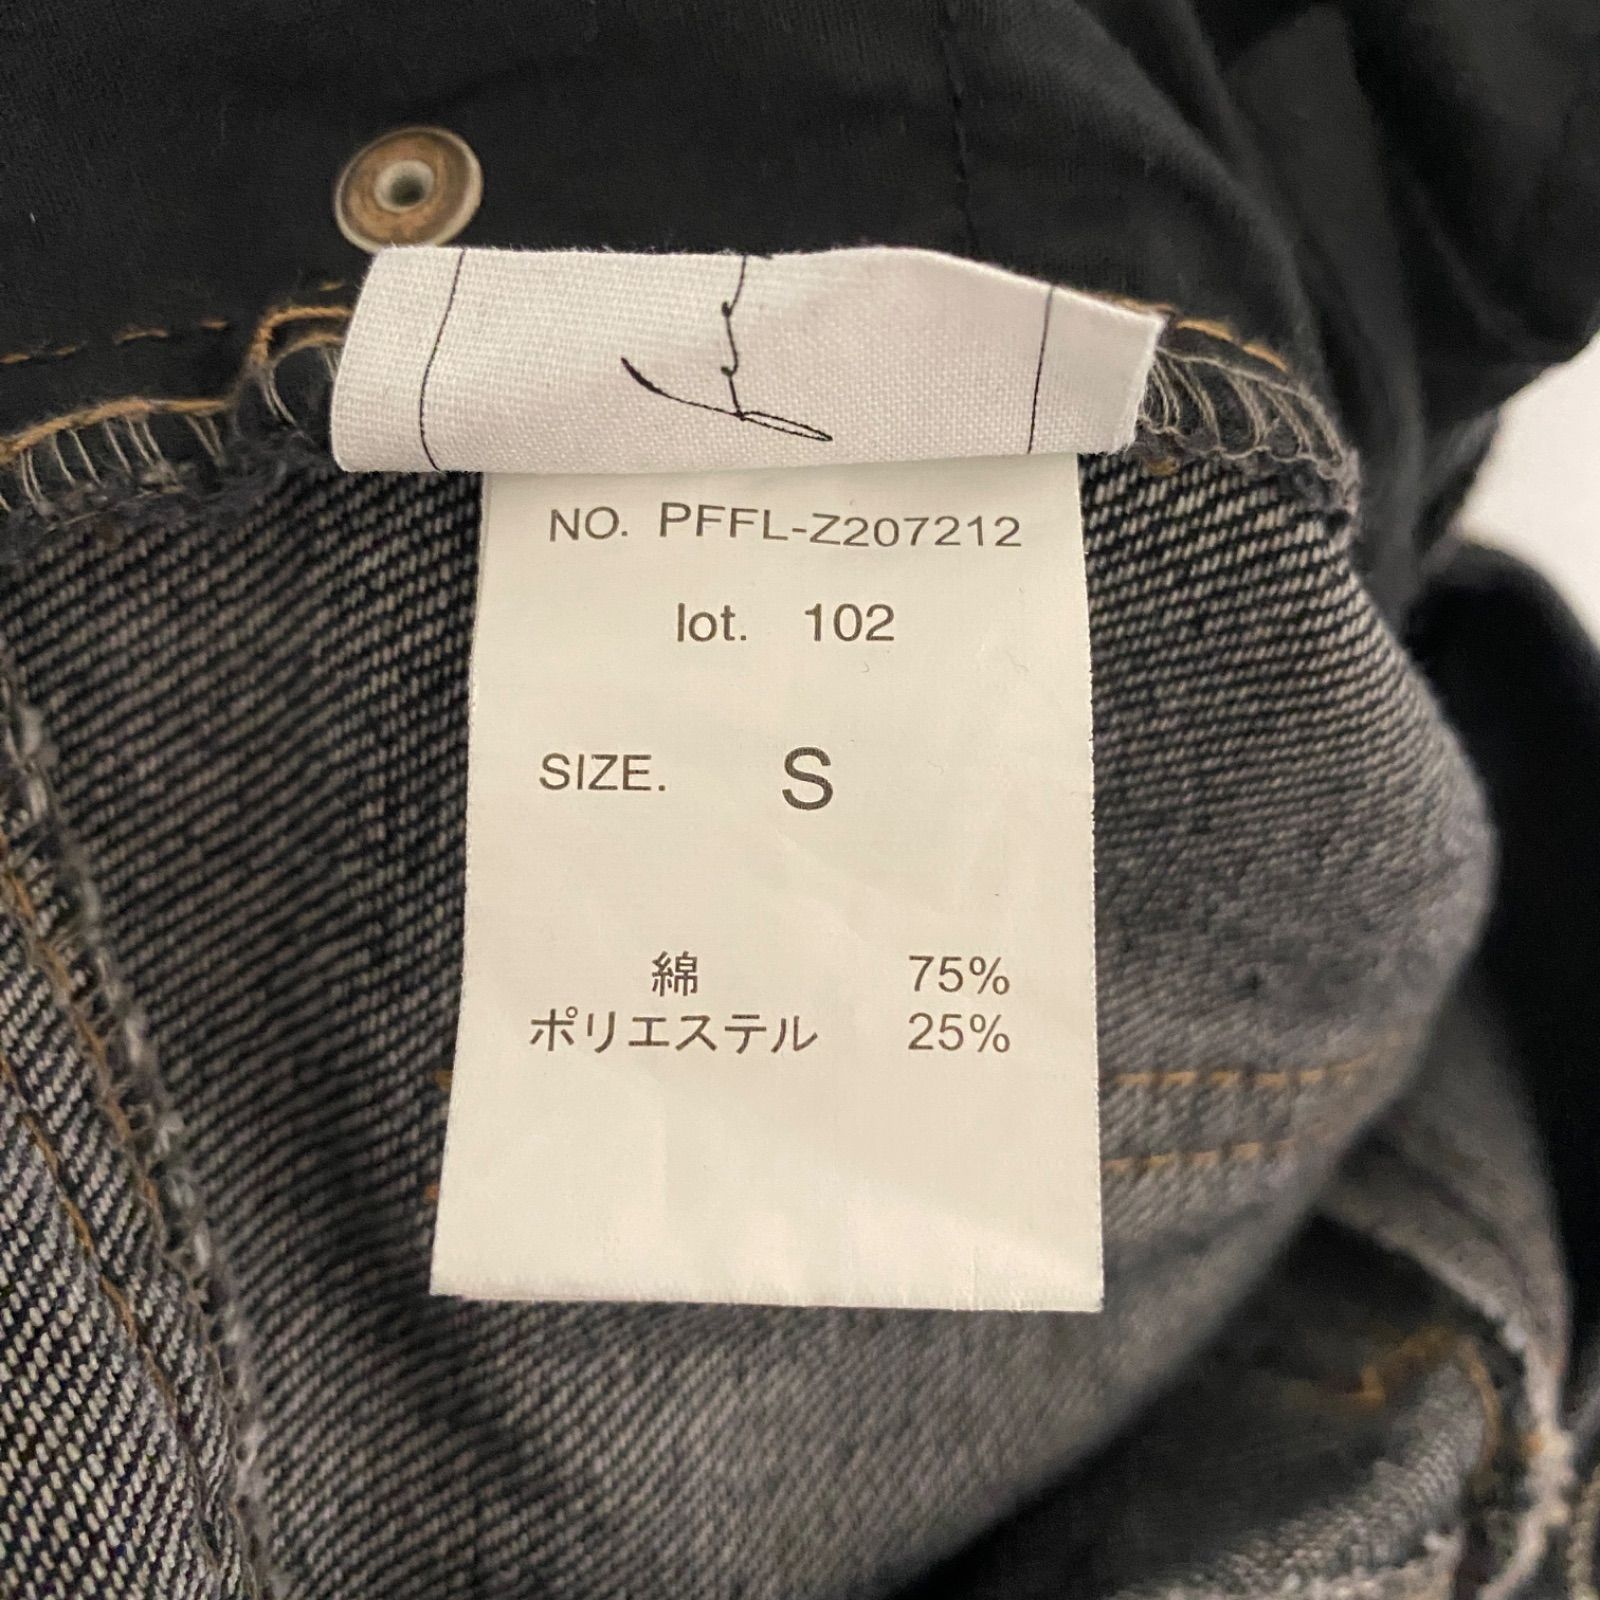 NO. PFFL-Z207212
lot. 102
SIZE. S
綿 75%
ポリエステル 25%